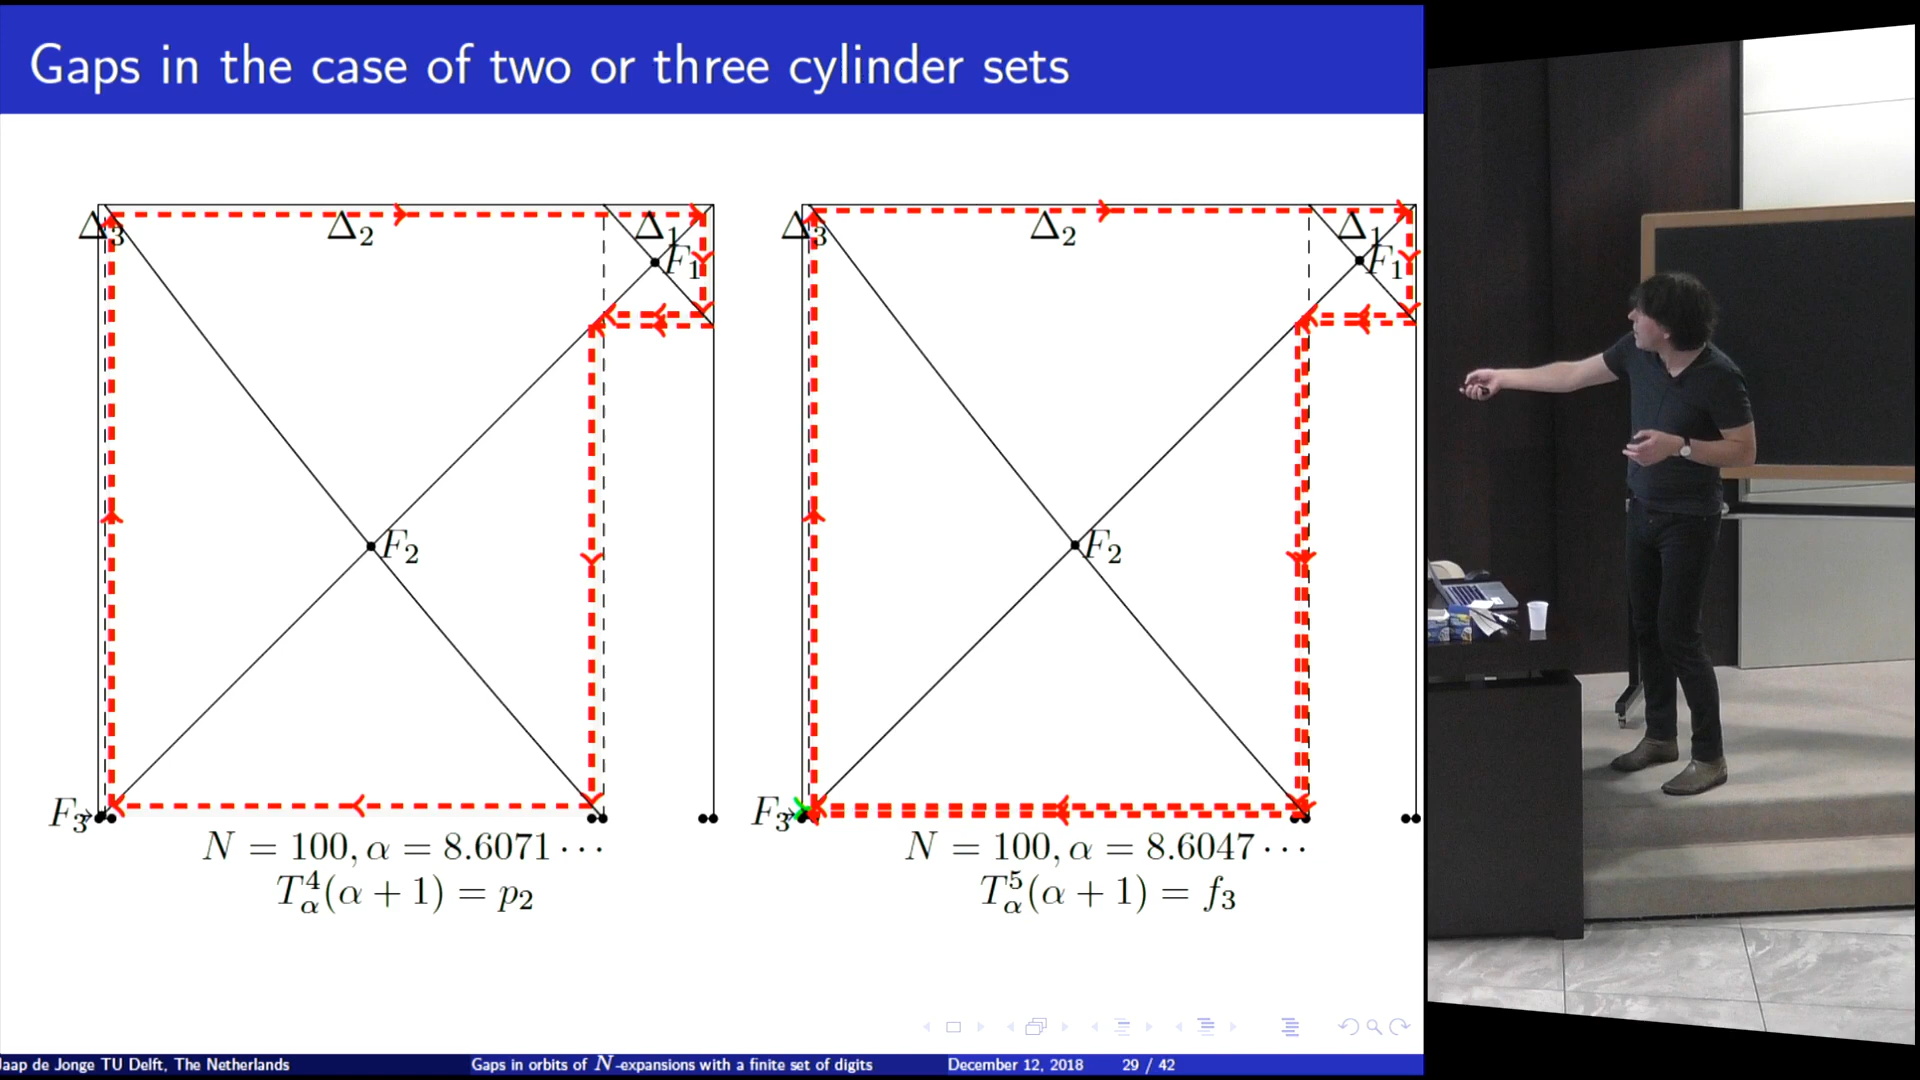 Gaps in the case of two or three cylinder sets
Δ₃ Δ₂ Δ₁
F₁
F₂
F₃
N = 100, α = 8.6071 ···
T⁴_α(α + 1) = p₂
Δ₃ Δ₂ Δ₁
F₁
F₂
F₃
N = 100, α = 8.6047 ···
T⁵_α(α + 1) = f₃
Jaap de Jonge TU Delft, The Netherlands
Gaps in orbits of N-expansions with a finite set of digits
December 12, 2018
29 / 42